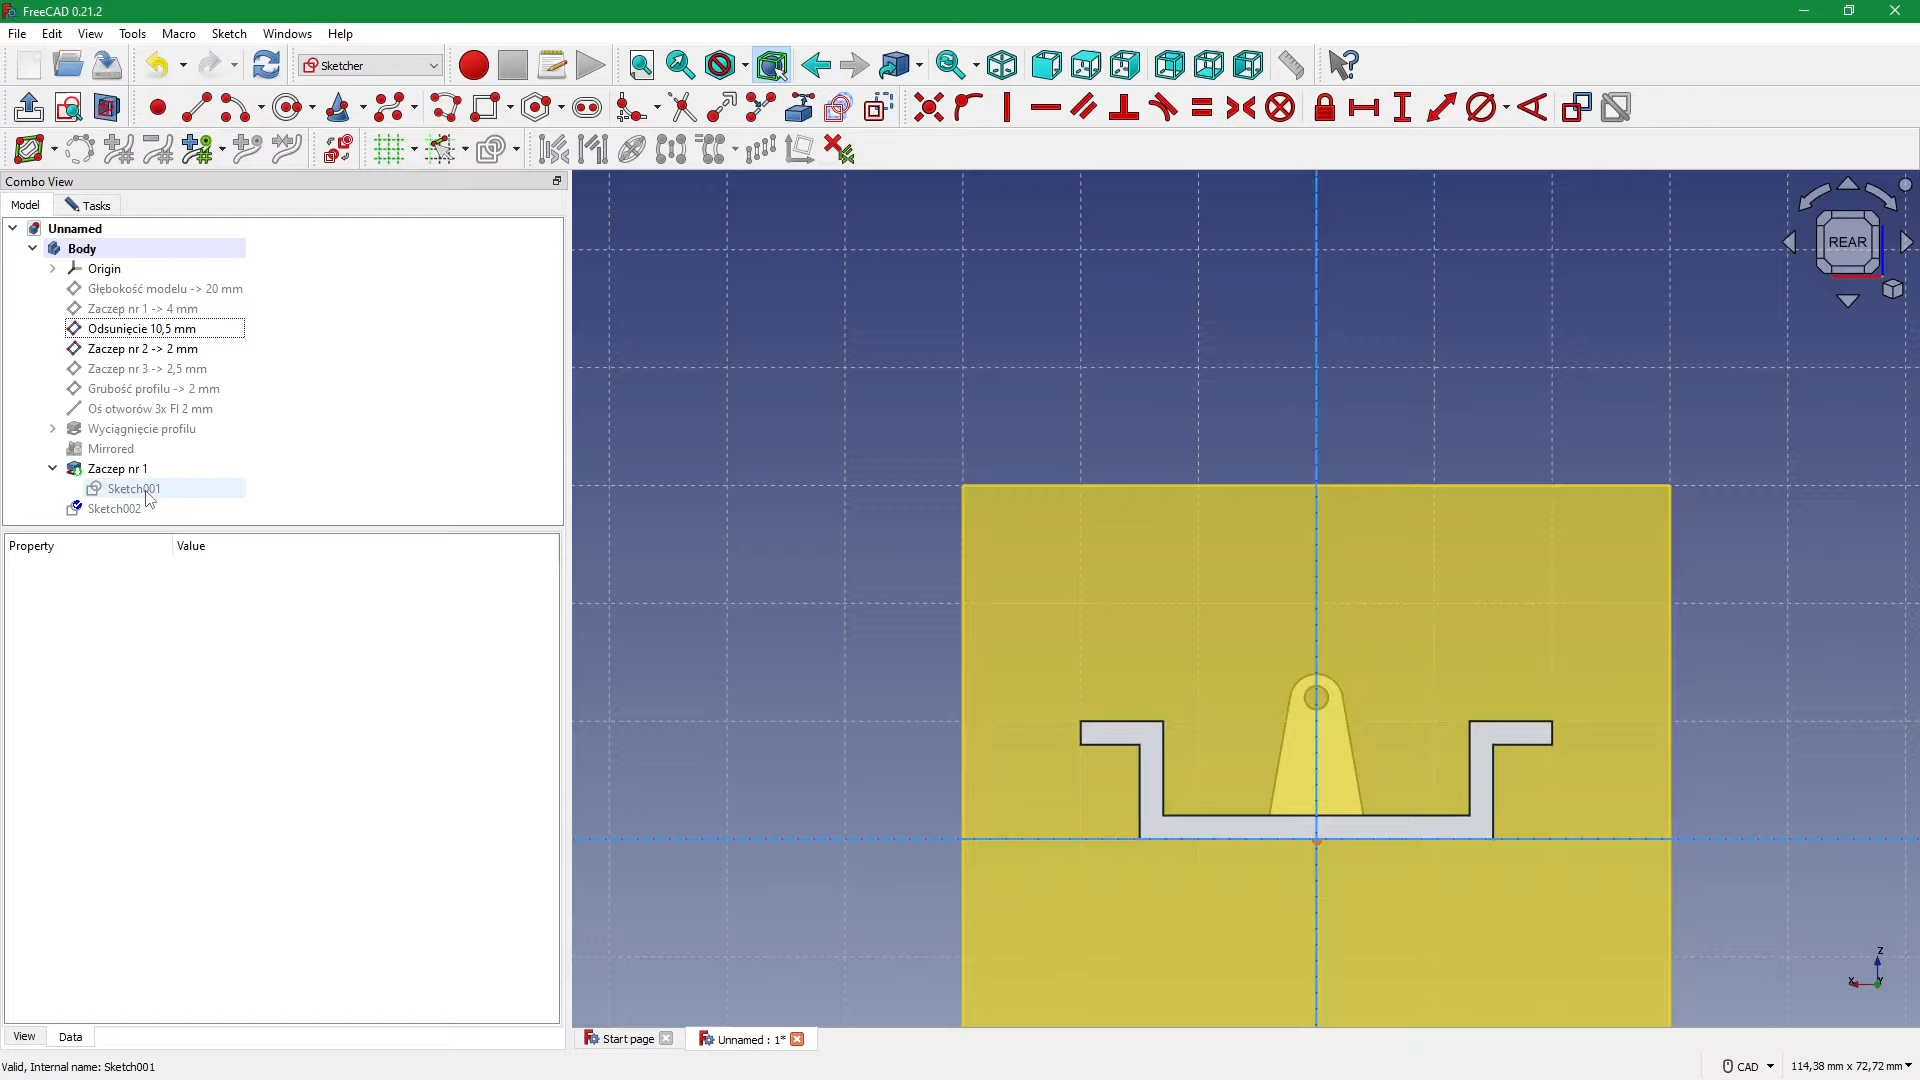 FreeCAD 0.21.2
File Edit View Tools Macro Sketch Windows Help
Sketcher
Combo View
Model Tasks
Unnamed
Body
Origin
Głębokość modelu -> 20 mm
Zaczep nr 1 -> 4 mm
Odsunięcie 10,5 mm
Zaczep nr 2 -> 2 mm
Zaczep nr 3 -> 2,5 mm
Grubość profilu -> 2 mm
Oś otworów 3x FI 2 mm
Wyciągnięcie profilu
Mirrored
Zaczep nr 1
Sketch001
Sketch002
Property Value
REAR
Z
X Y
View Data
Start page Unnamed : 1*
Valid, Internal name: Sketch001
CAD 114,38 mm x 72,72 mm